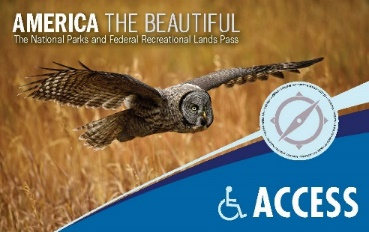 AMERICA THE BEAUTIFUL
The National Parks and Federal Recreational Lands Pass
ACCESS